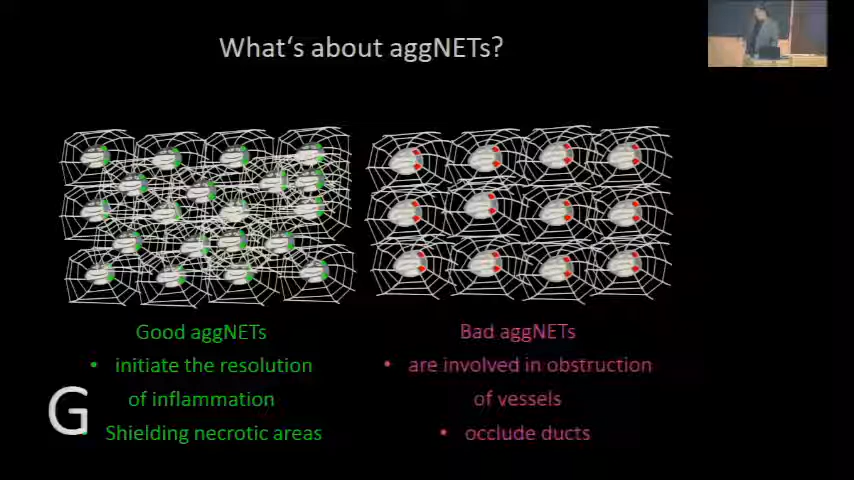 What's about aggNETs?
Good aggNETs
• initiate the resolution
of inflammation
• Shielding necrotic areas
G
Bad aggNETs
• are involved in obstruction
of vessels
• occlude ducts